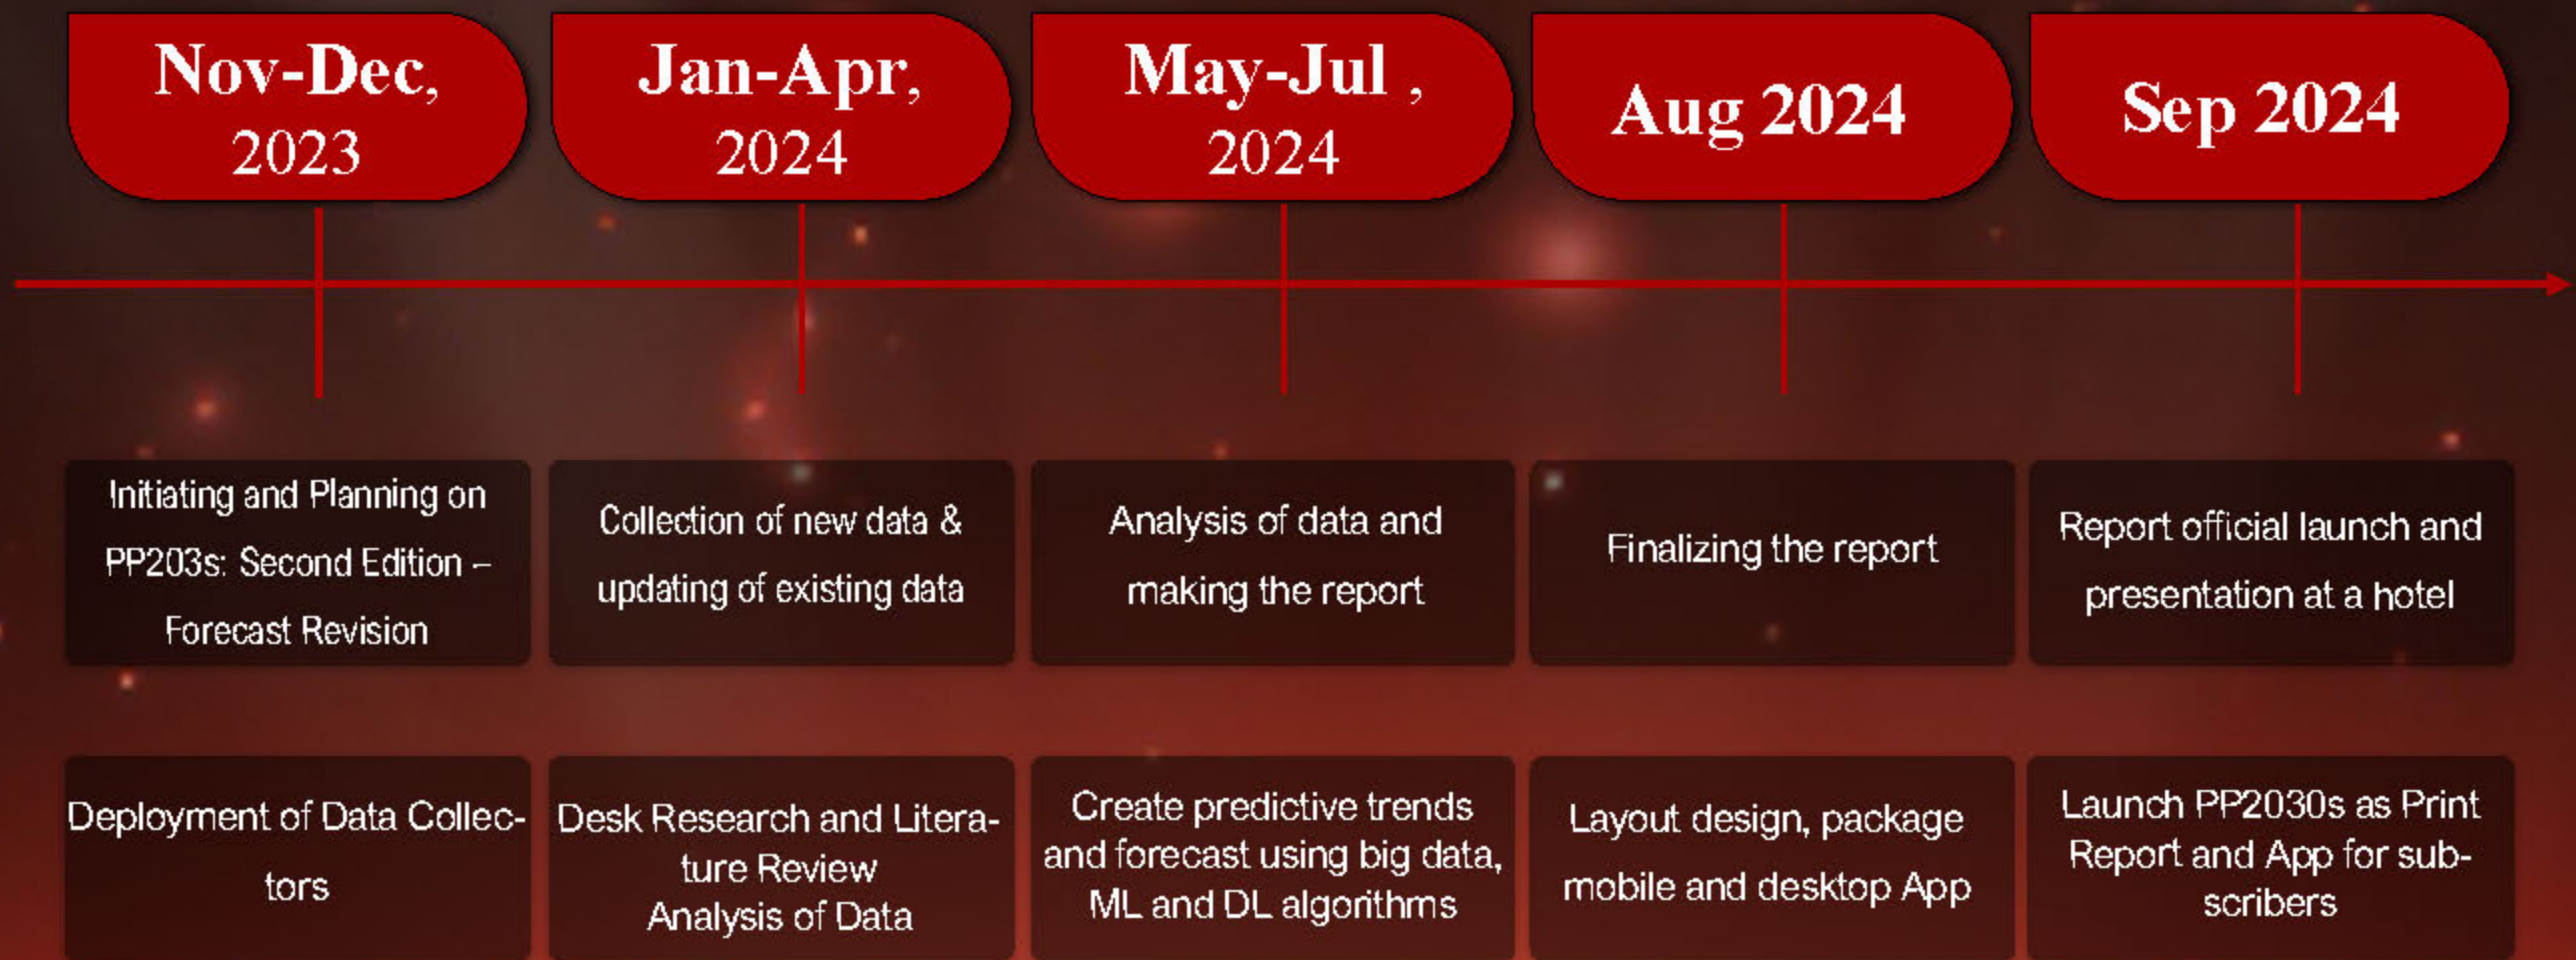 Nov-Dec,
2023
Jan-Apr,
2024
May-Jul ,
2024
Aug 2024
Sep 2024
Initiating and Planning on
PP203s: Second Edition –
Forecast Revision
Collection of new data &
updating of existing data
Analysis of data and
making the report
Finalizing the report
Report official launch and
presentation at a hotel
Deployment of Data Collec-
tors
Desk Research and Litera-
ture Review
Analysis of Data
Create predictive trends
and forecast using big data,
ML and DL algorithms
Layout design, package
mobile and desktop App
Launch PP2030s as Print
Report and App for sub-
scribers